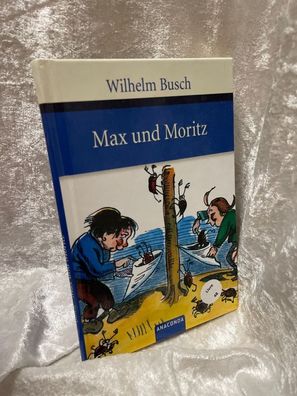 Wilhelm Busch
Max und Moritz
ANACONDA